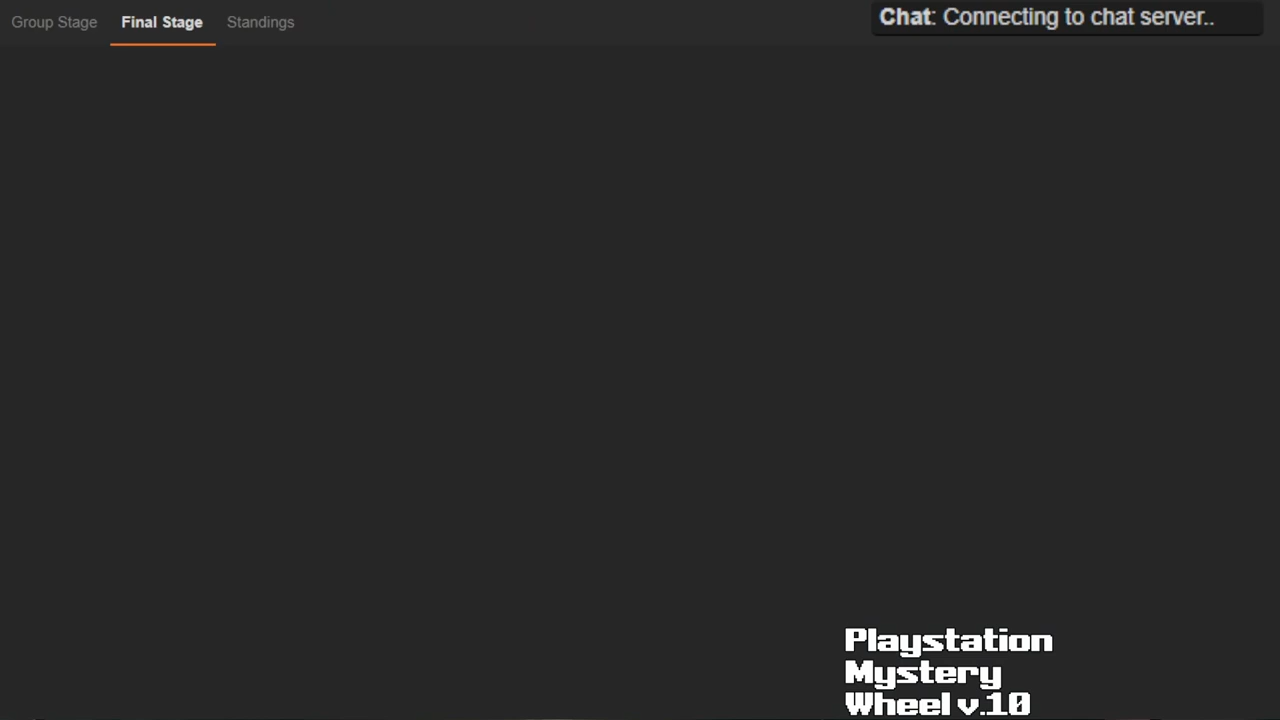 Group Stage
Final Stage
Standings
Chat: Connecting to chat server..
Playstation
Mystery
Wheel v.10